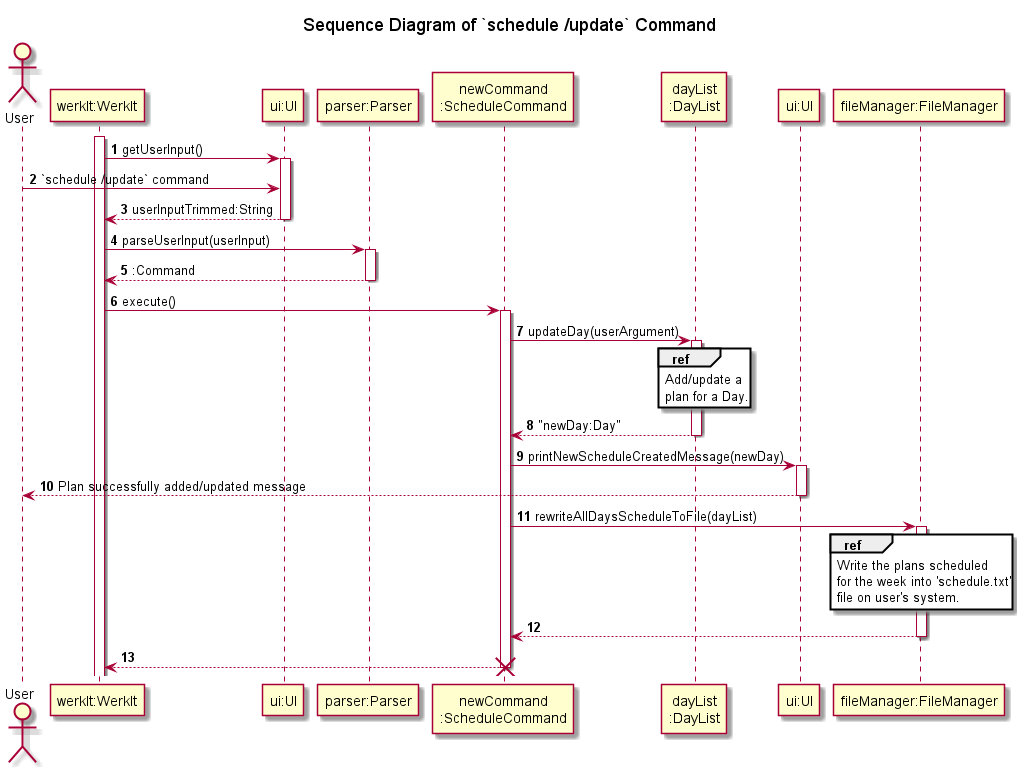 Sequence Diagram of `schedule /update` Command
User
werkIt:WerkIt
ui:UI
parser:Parser
newCommand
:ScheduleCommand
dayList
:DayList
ui:UI
fileManager:FileManager
1 getUserInput()
2 `schedule /update` command
3 userInputTrimmed:String
4 parseUserInput(userInput)
5 :Command
6 execute()
7 updateDay(userArgument)
ref
Add/update a
plan for a Day.
8 "newDay:Day"
9 printNewScheduleCreatedMessage(newDay)
10 Plan successfully added/updated message
11 rewriteAllDaysScheduleToFile(dayList)
ref
Write the plans scheduled
for the week into 'schedule.txt'
file on user's system.
12
13
User
werkIt:WerkIt
ui:UI
parser:Parser
newCommand
:ScheduleCommand
dayList
:DayList
ui:UI
fileManager:FileManager